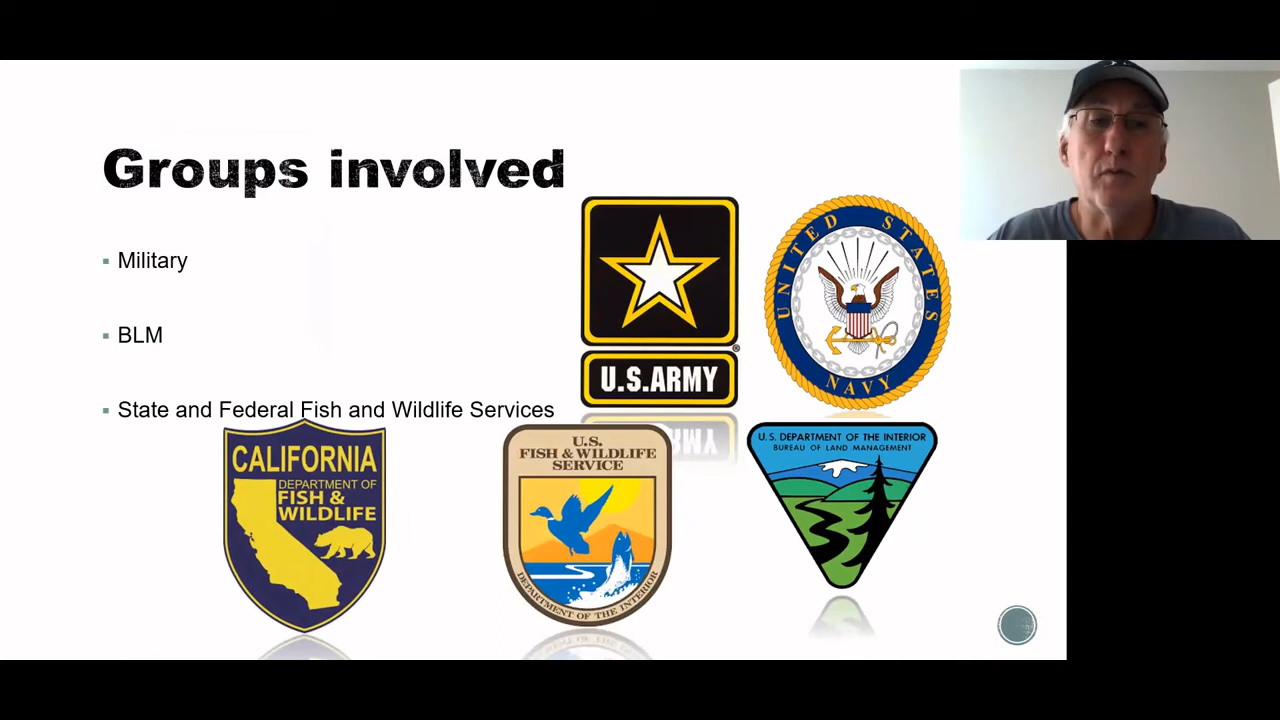 Groups involved
Military
BLM
State and Federal Fish and Wildlife Services
U.S.ARMY
®
UNITED STATES
NAVY
CALIFORNIA
DEPARTMENT OF
FISH &
WILDLIFE
U.S.
FISH & WILDLIFE
SERVICE
DEPARTMENT OF THE INTERIOR
U.S. DEPARTMENT OF THE INTERIOR
BUREAU OF LAND MANAGEMENT